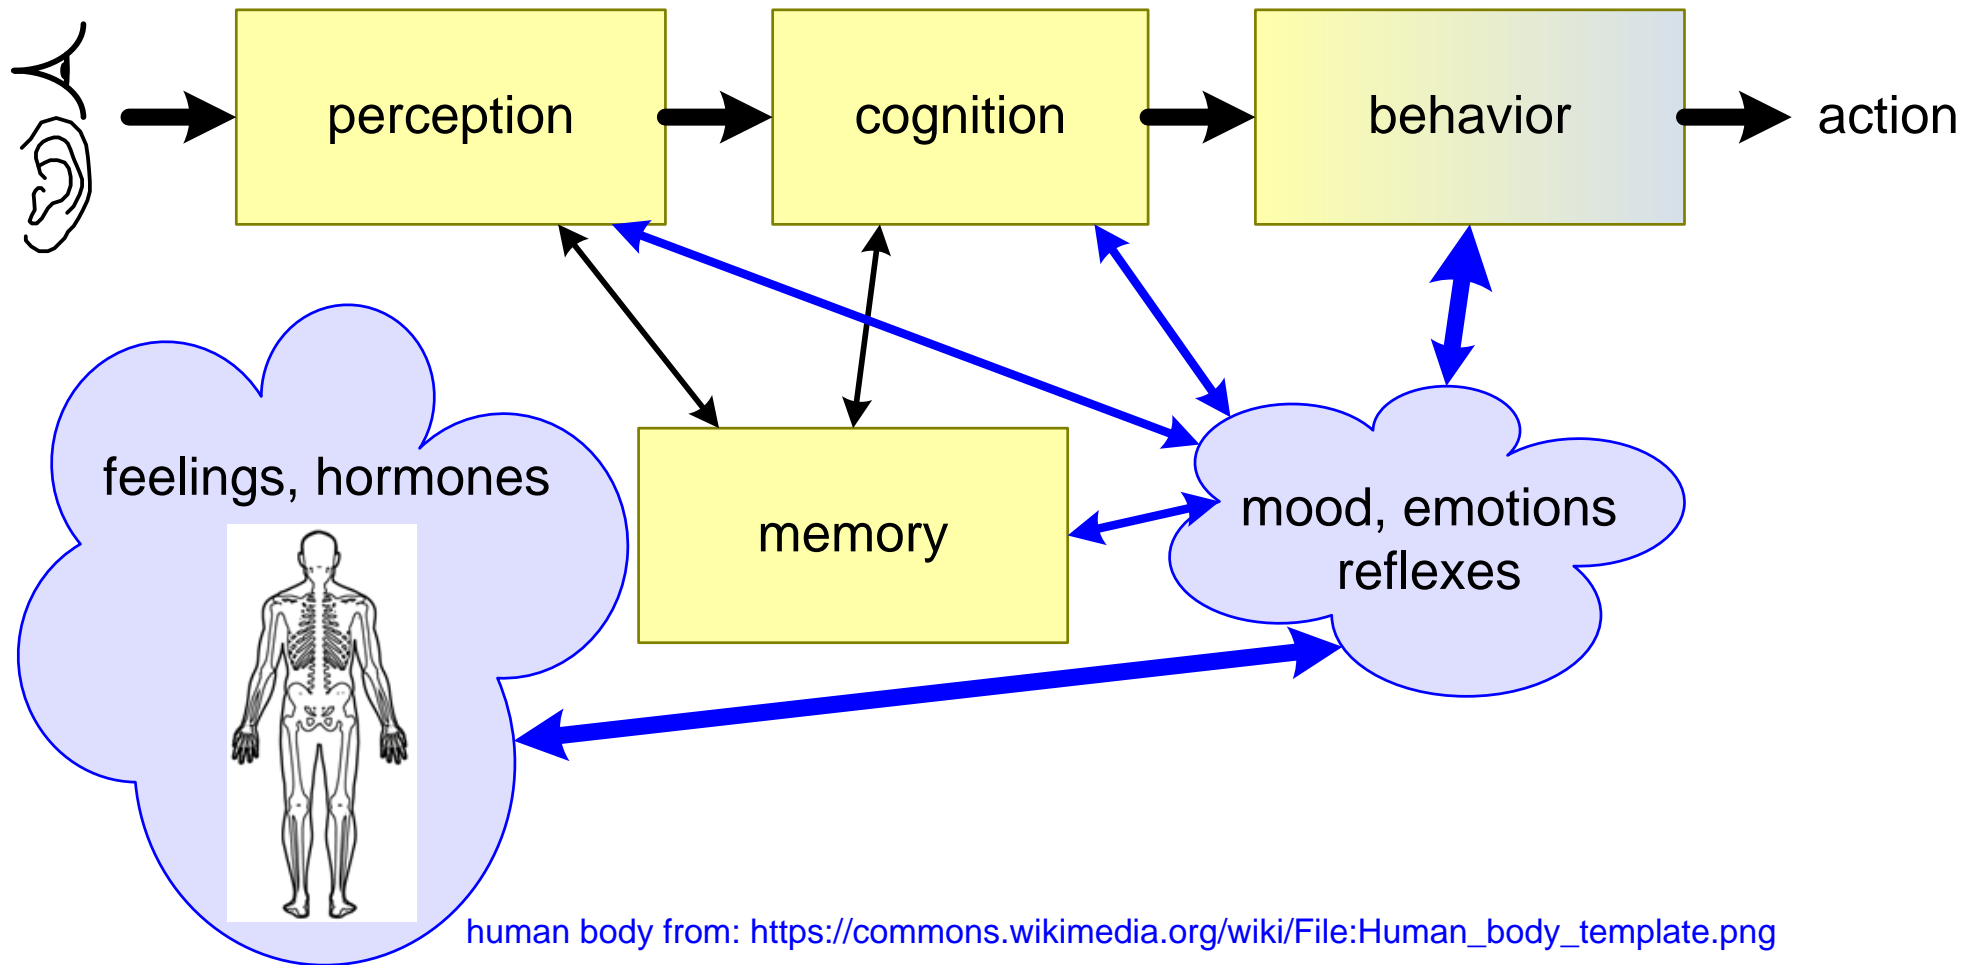 perception
cognition
behavior
action
feelings, hormones
memory
mood, emotions
reflexes
human body from: https://commons.wikimedia.org/wiki/File:Human_body_template.png